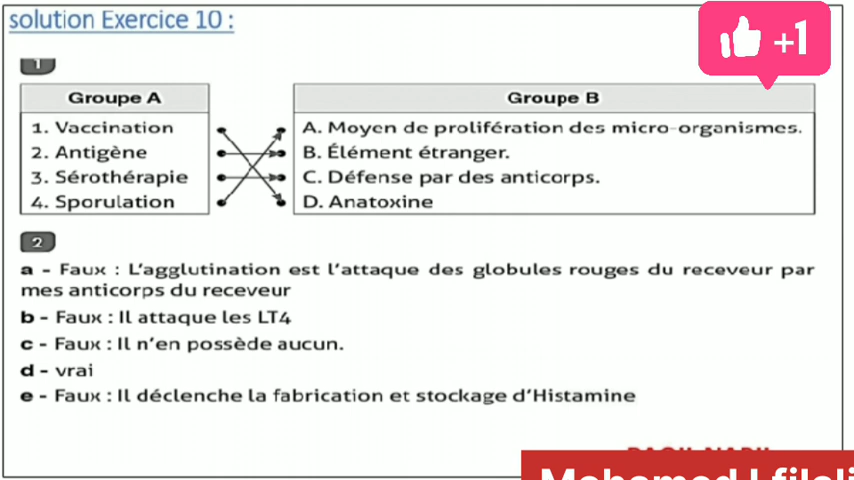 solution Exercice 10 :
+1
1
Groupe A
Groupe B
1. Vaccination
A. Moyen de prolifération des micro-organismes.
2. Antigène
B. Élément étranger.
3. Sérothérapie
C. Défense par des anticorps.
4. Sporulation
D. Anatoxine
2
a - Faux : L'agglutination est l'attaque des globules rouges du receveur par
mes anticorps du receveur
b - Faux : Il attaque les LT4
c - Faux : Il n'en possède aucun.
d - vrai
e - Faux : Il déclenche la fabrication et stockage d'Histamine